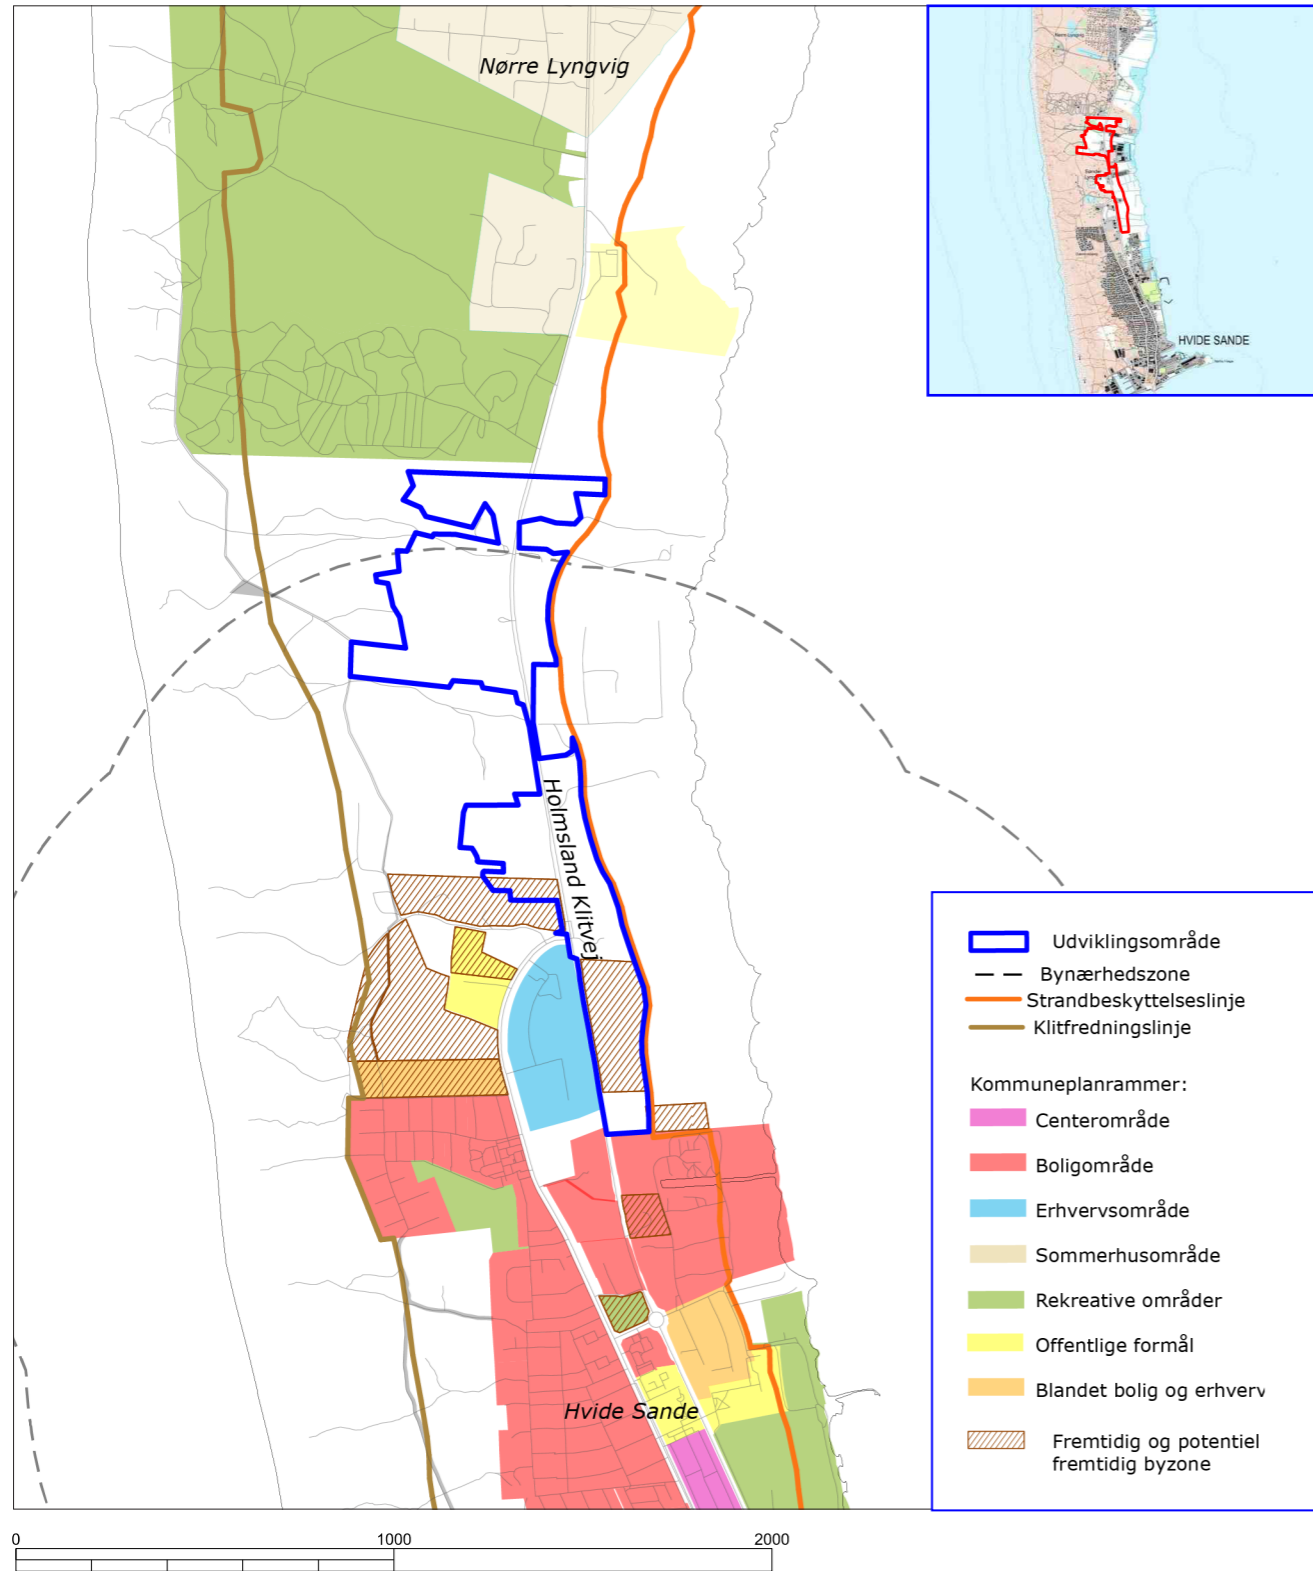 Nørre Lyngvig
HVIDE SANDE
Holmsland Klitvej
Hvide Sande
Udviklingsområde
Bynærhedszone
Strandbeskyttelseslinje
Klitfredningslinje
Kommuneplanrammer:
Centerområde
Boligområde
Erhvervsområde
Sommerhusområde
Rekreative områder
Offentlige formål
Blandet bolig og erhverv
Fremtidig og potentiel
fremtidig byzone
0 1000 2000